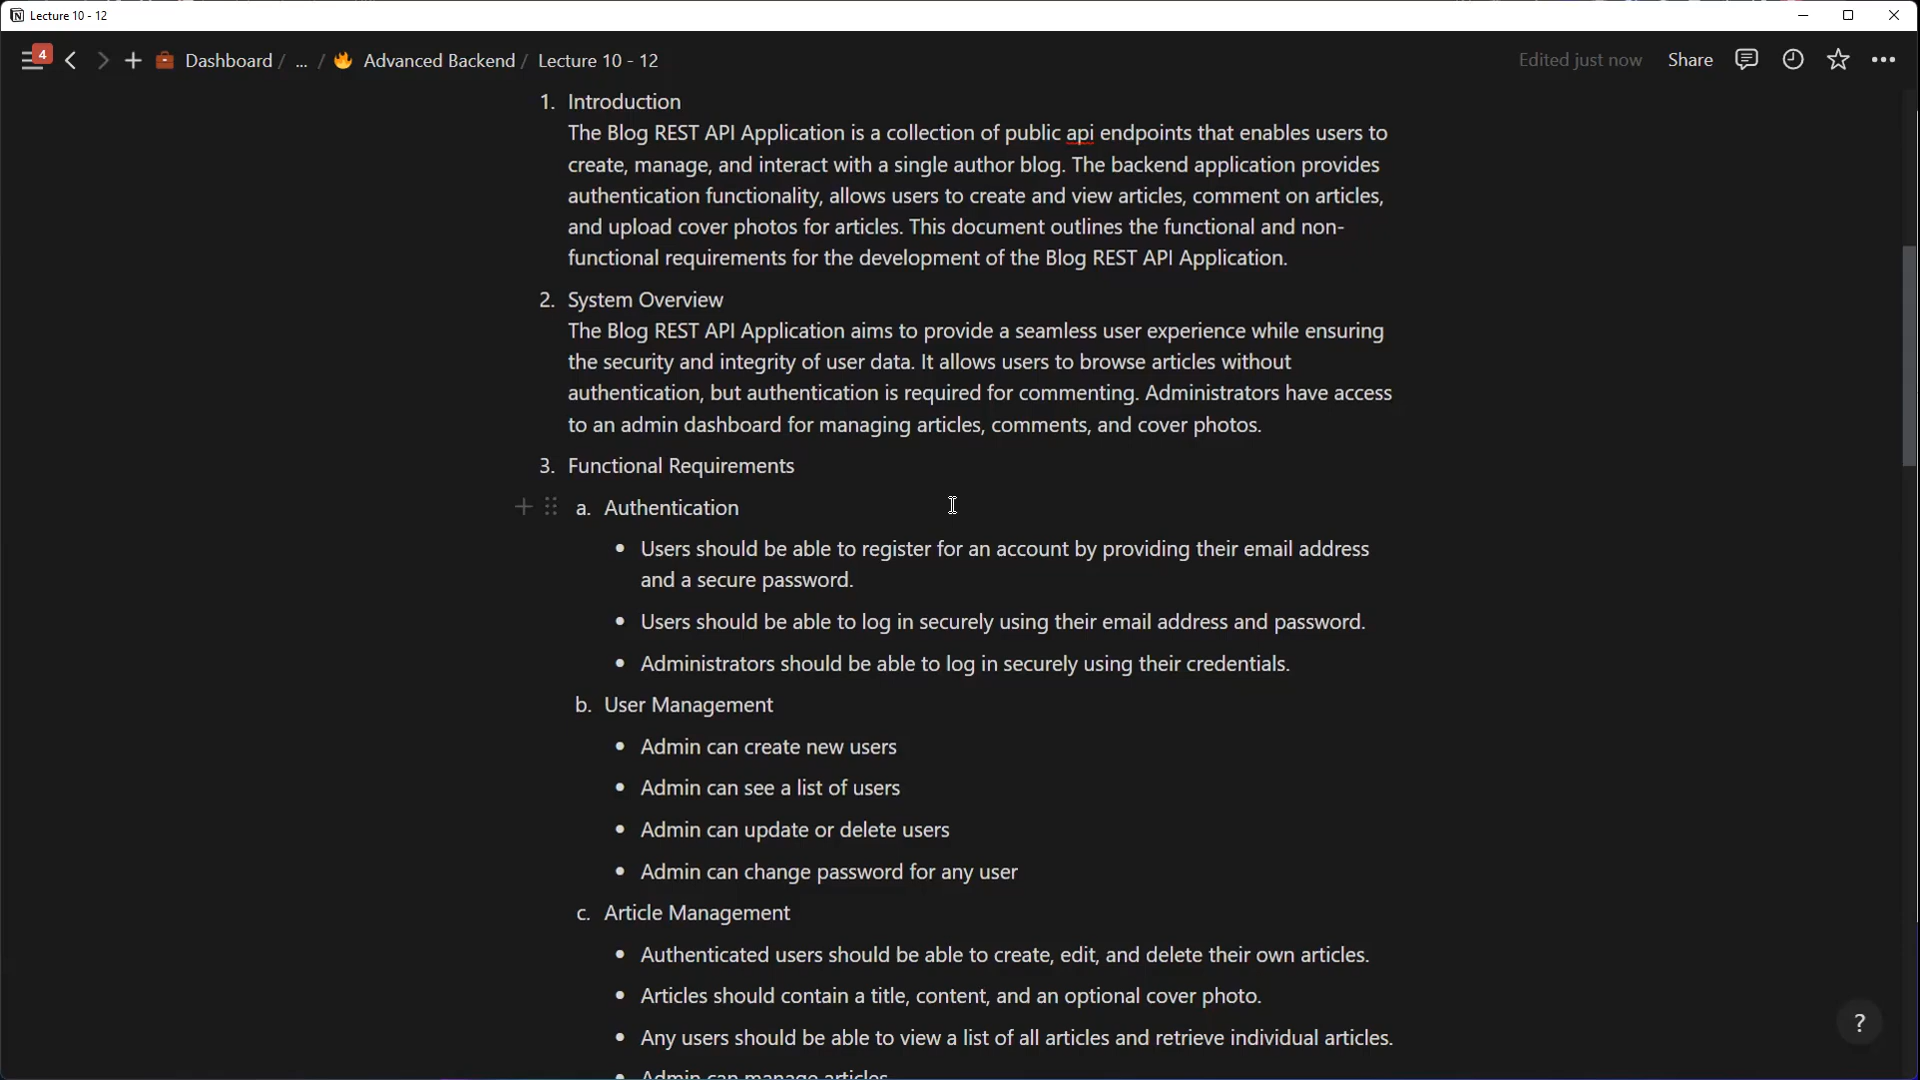 Lecture 10 - 12
4
Dashboard / ... / Advanced Backend / Lecture 10 - 12
Edited just now Share
1. Introduction
The Blog REST API Application is a collection of public api endpoints that enables users to
create, manage, and interact with a single author blog. The backend application provides
authentication functionality, allows users to create and view articles, comment on articles,
and upload cover photos for articles. This document outlines the functional and non-
functional requirements for the development of the Blog REST API Application.
2. System Overview
The Blog REST API Application aims to provide a seamless user experience while ensuring
the security and integrity of user data. It allows users to browse articles without
authentication, but authentication is required for commenting. Administrators have access
to an admin dashboard for managing articles, comments, and cover photos.
3. Functional Requirements
a. Authentication
• Users should be able to register for an account by providing their email address
and a secure password.
• Users should be able to log in securely using their email address and password.
• Administrators should be able to log in securely using their credentials.
b. User Management
• Admin can create new users
• Admin can see a list of users
• Admin can update or delete users
• Admin can change password for any user
c. Article Management
• Authenticated users should be able to create, edit, and delete their own articles.
• Articles should contain a title, content, and an optional cover photo.
• Any users should be able to view a list of all articles and retrieve individual articles.
• Admin can manage articles
?